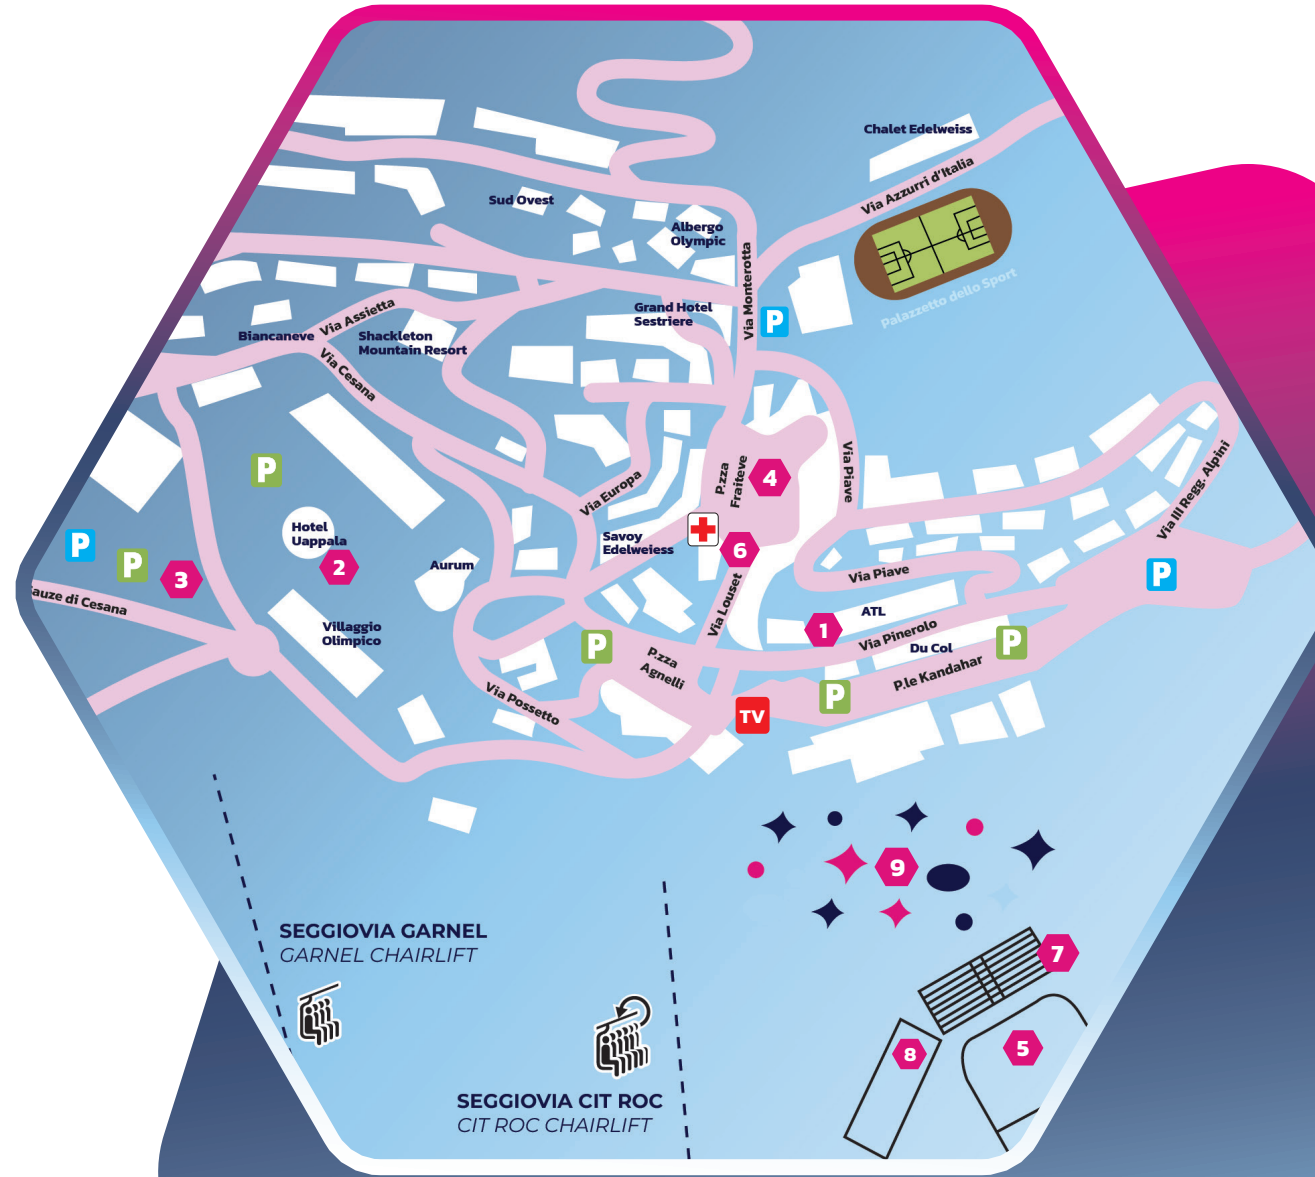 Chalet Edelweiss
Via Azzurri d'Italia
Sud Ovest
Albergo
Olympic
Via Monterotta
Palazzetto dello Sport
Grand Hotel
Sestriere
P
Via Assietta
Biancaneve
Shackleton
Mountain Resort
Via Cesana
P
P.zza
Fraiteve
4
Via Piave
Via Europa
Via III Regg. Alpini
Hotel
Uappala
2
P
P
3
Savoy
Edelweiess
6
Aurum
Via Piave
P
auze di Cesana
Via Louset
ATL
1
Via Pinerolo
Villaggio
Olimpico
P
P.zza
Agnelli
Du Col
P
P.le Kandahar
Via Possetto
P
TV
9
SEGGIOVIA GARNEL
GARNEL CHAIRLIFT
7
5
8
SEGGIOVIA CIT ROC
CIT ROC CHAIRLIFT